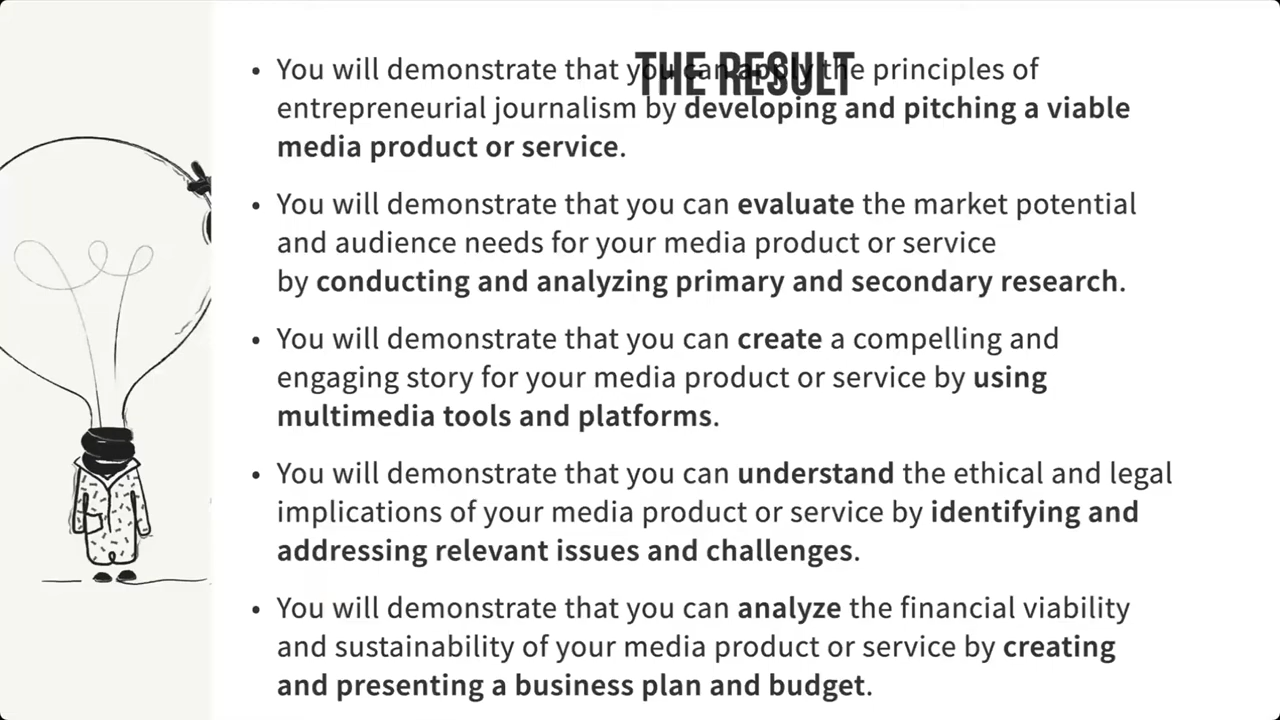 THE RESULT
• You will demonstrate that you can apply the principles of
entrepreneurial journalism by developing and pitching a viable
media product or service.
• You will demonstrate that you can evaluate the market potential
and audience needs for your media product or service
by conducting and analyzing primary and secondary research.
• You will demonstrate that you can create a compelling and
engaging story for your media product or service by using
multimedia tools and platforms.
• You will demonstrate that you can understand the ethical and legal
implications of your media product or service by identifying and
addressing relevant issues and challenges.
• You will demonstrate that you can analyze the financial viability
and sustainability of your media product or service by creating
and presenting a business plan and budget.